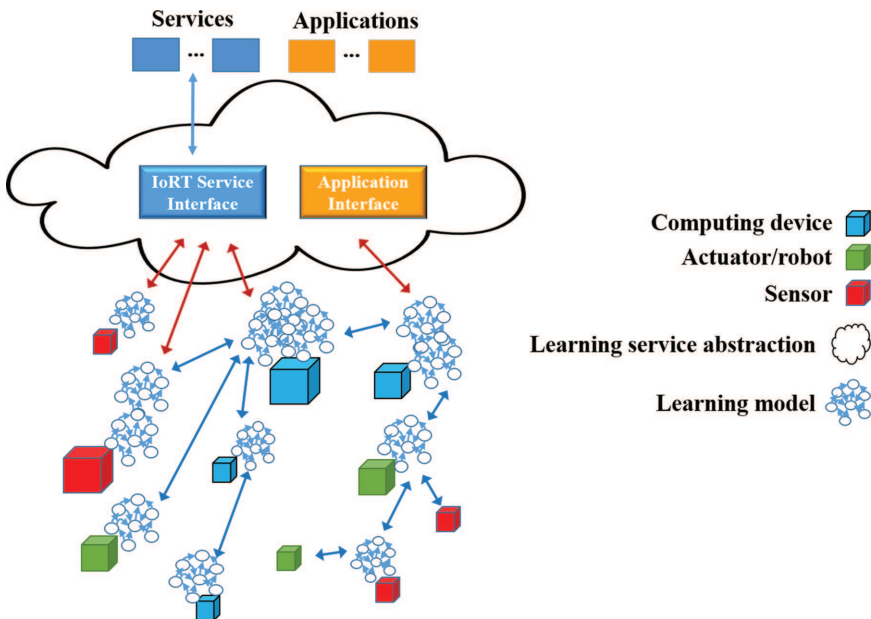 Services
Applications
...
...
IoRT Service
Interface
Application
Interface
Computing device
Actuator/robot
Sensor
Learning service abstraction
Learning model